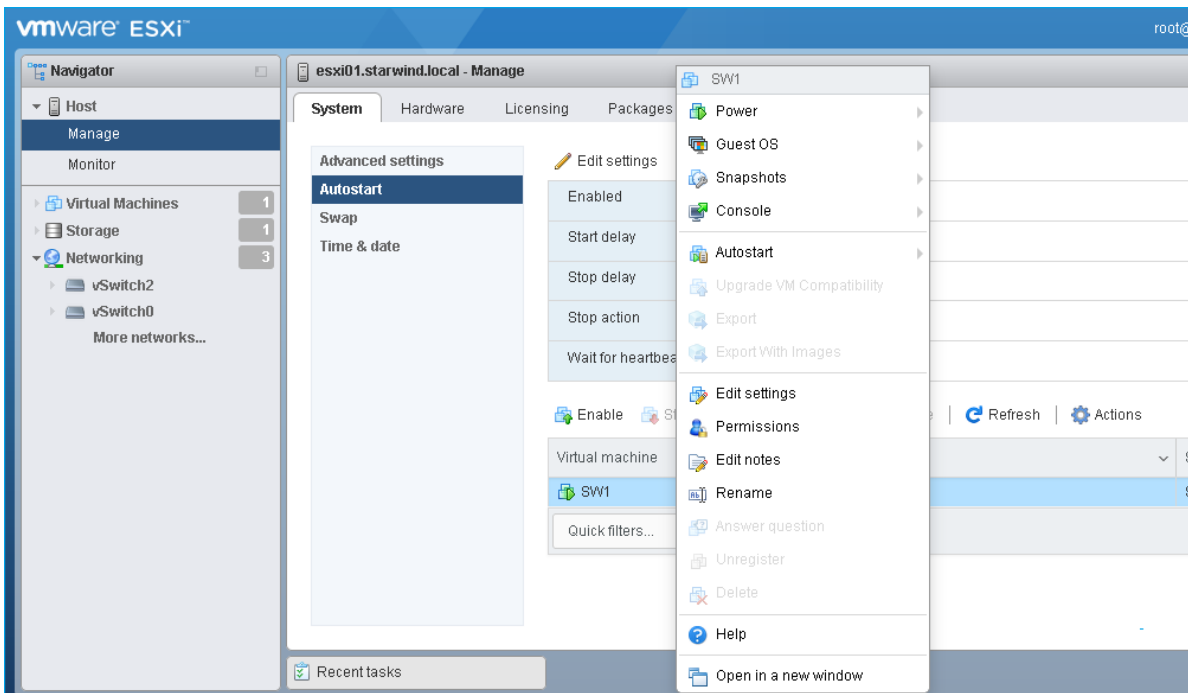 vmware ESXi™
root@
Navigator
Host
Manage
Monitor
Virtual Machines 1
Storage 1
Networking 3
vSwitch2
vSwitch0
More networks...
esxi01.starwind.local - Manage
System Hardware Licensing Packages
Advanced settings
Autostart
Swap
Time & date
Edit settings
Enabled
Start delay
Stop delay
Stop action
Wait for heartbea
Enable
Refresh
Actions
Virtual machine
SW1
Quick filters...
SW1
Power
Guest OS
Snapshots
Console
Autostart
Upgrade VM Compatibility
Export
Export With Images
Edit settings
Permissions
Edit notes
Rename
Answer question
Unregister
Delete
Help
Open in a new window
Recent tasks